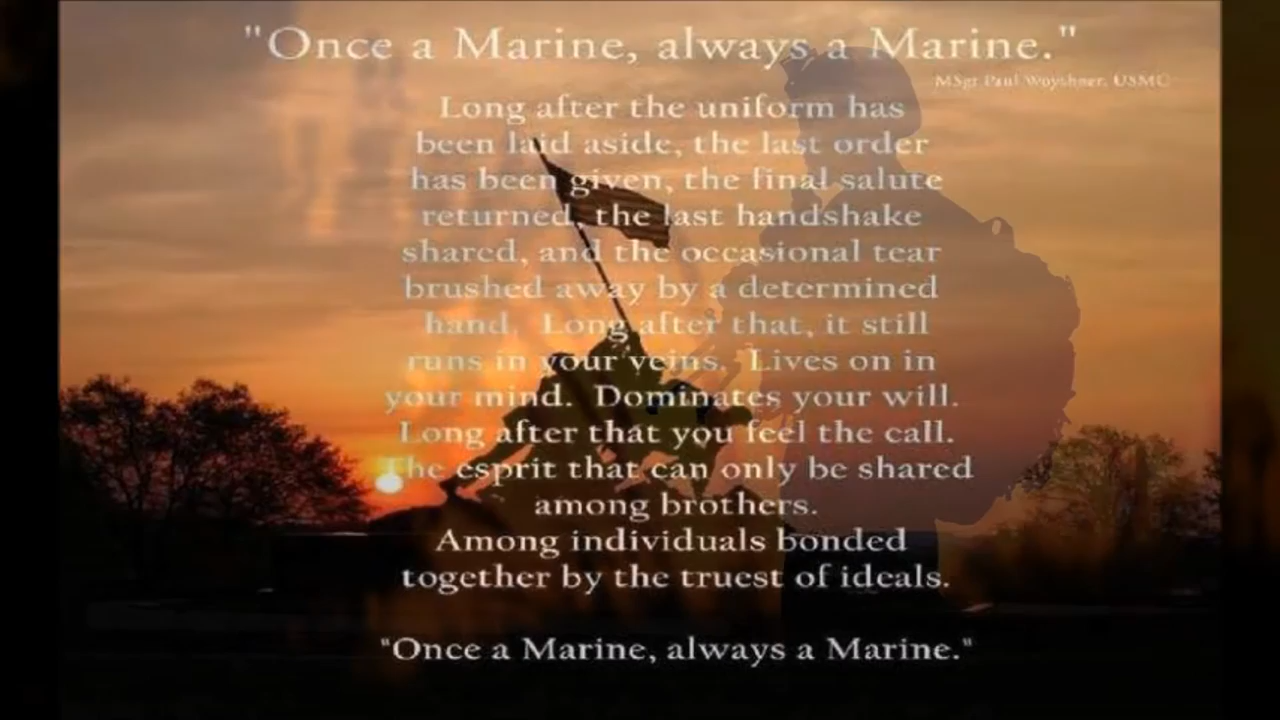 "Once a Marine, always a Marine."
MSgt Paul Woyshner, USMC
Long after the uniform has
been laid aside, the last order
has been given, the final salute
returned, the last handshake
shared, and the occasional tear
brushed away by a determined
hand. Long after that, it still
runs in your veins. Lives on in
your mind. Dominates your will.
Long after that you feel the call.
The esprit that can only be shared
among brothers.
Among individuals bonded
together by the truest of ideals.
"Once a Marine, always a Marine."